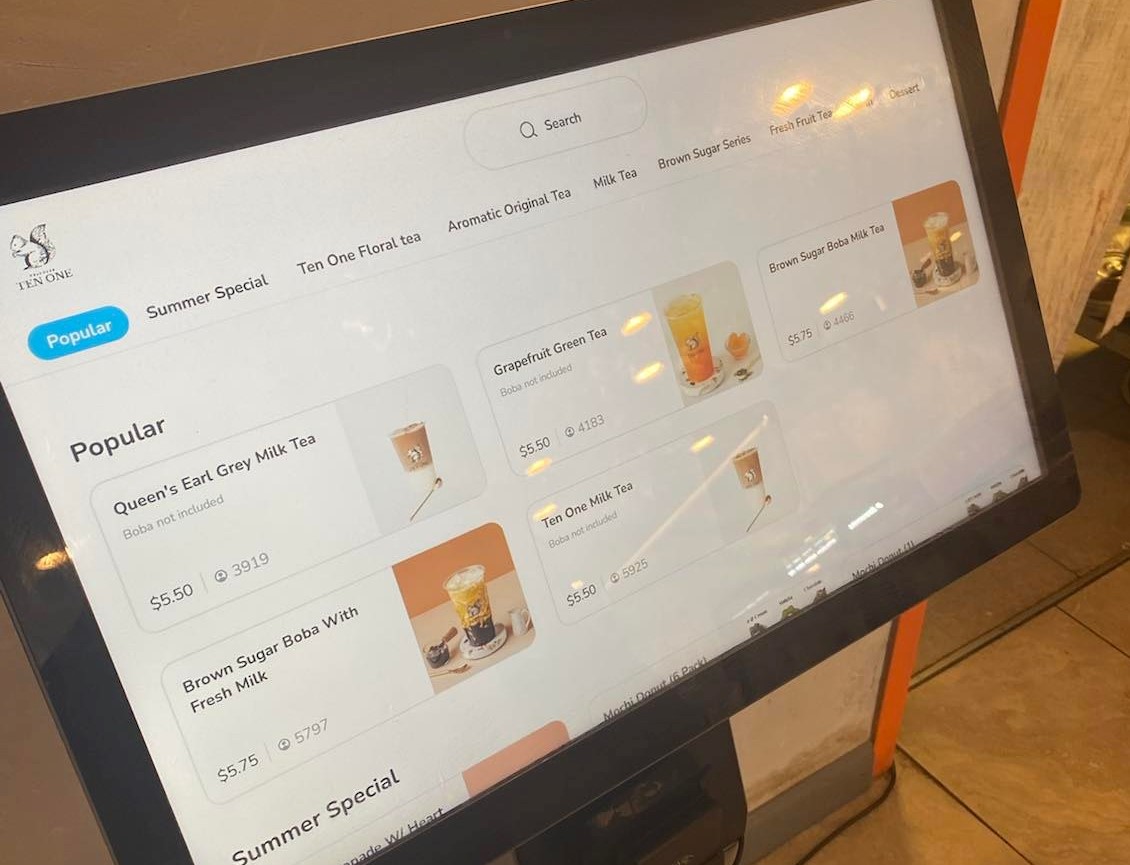 Search
TEN ONE
Popular
Summer Special
Ten One Floral tea
Aromatic Original Tea
Milk Tea
Brown Sugar Series
Fresh Fruit Tea
Dessert
Popular
Queen's Earl Grey Milk Tea
Boba not included
$5.50 3919
Grapefruit Green Tea
Boba not included
$5.50 4183
Brown Sugar Boba Milk Tea
$5.75 4466
Brown Sugar Boba With
Fresh Milk
$5.75 5797
Ten One Milk Tea
Boba not included
$5.50 5925
Summer Special
W/ Heart
Mochi Donut (6 Pack)
Mochi Donut (1)